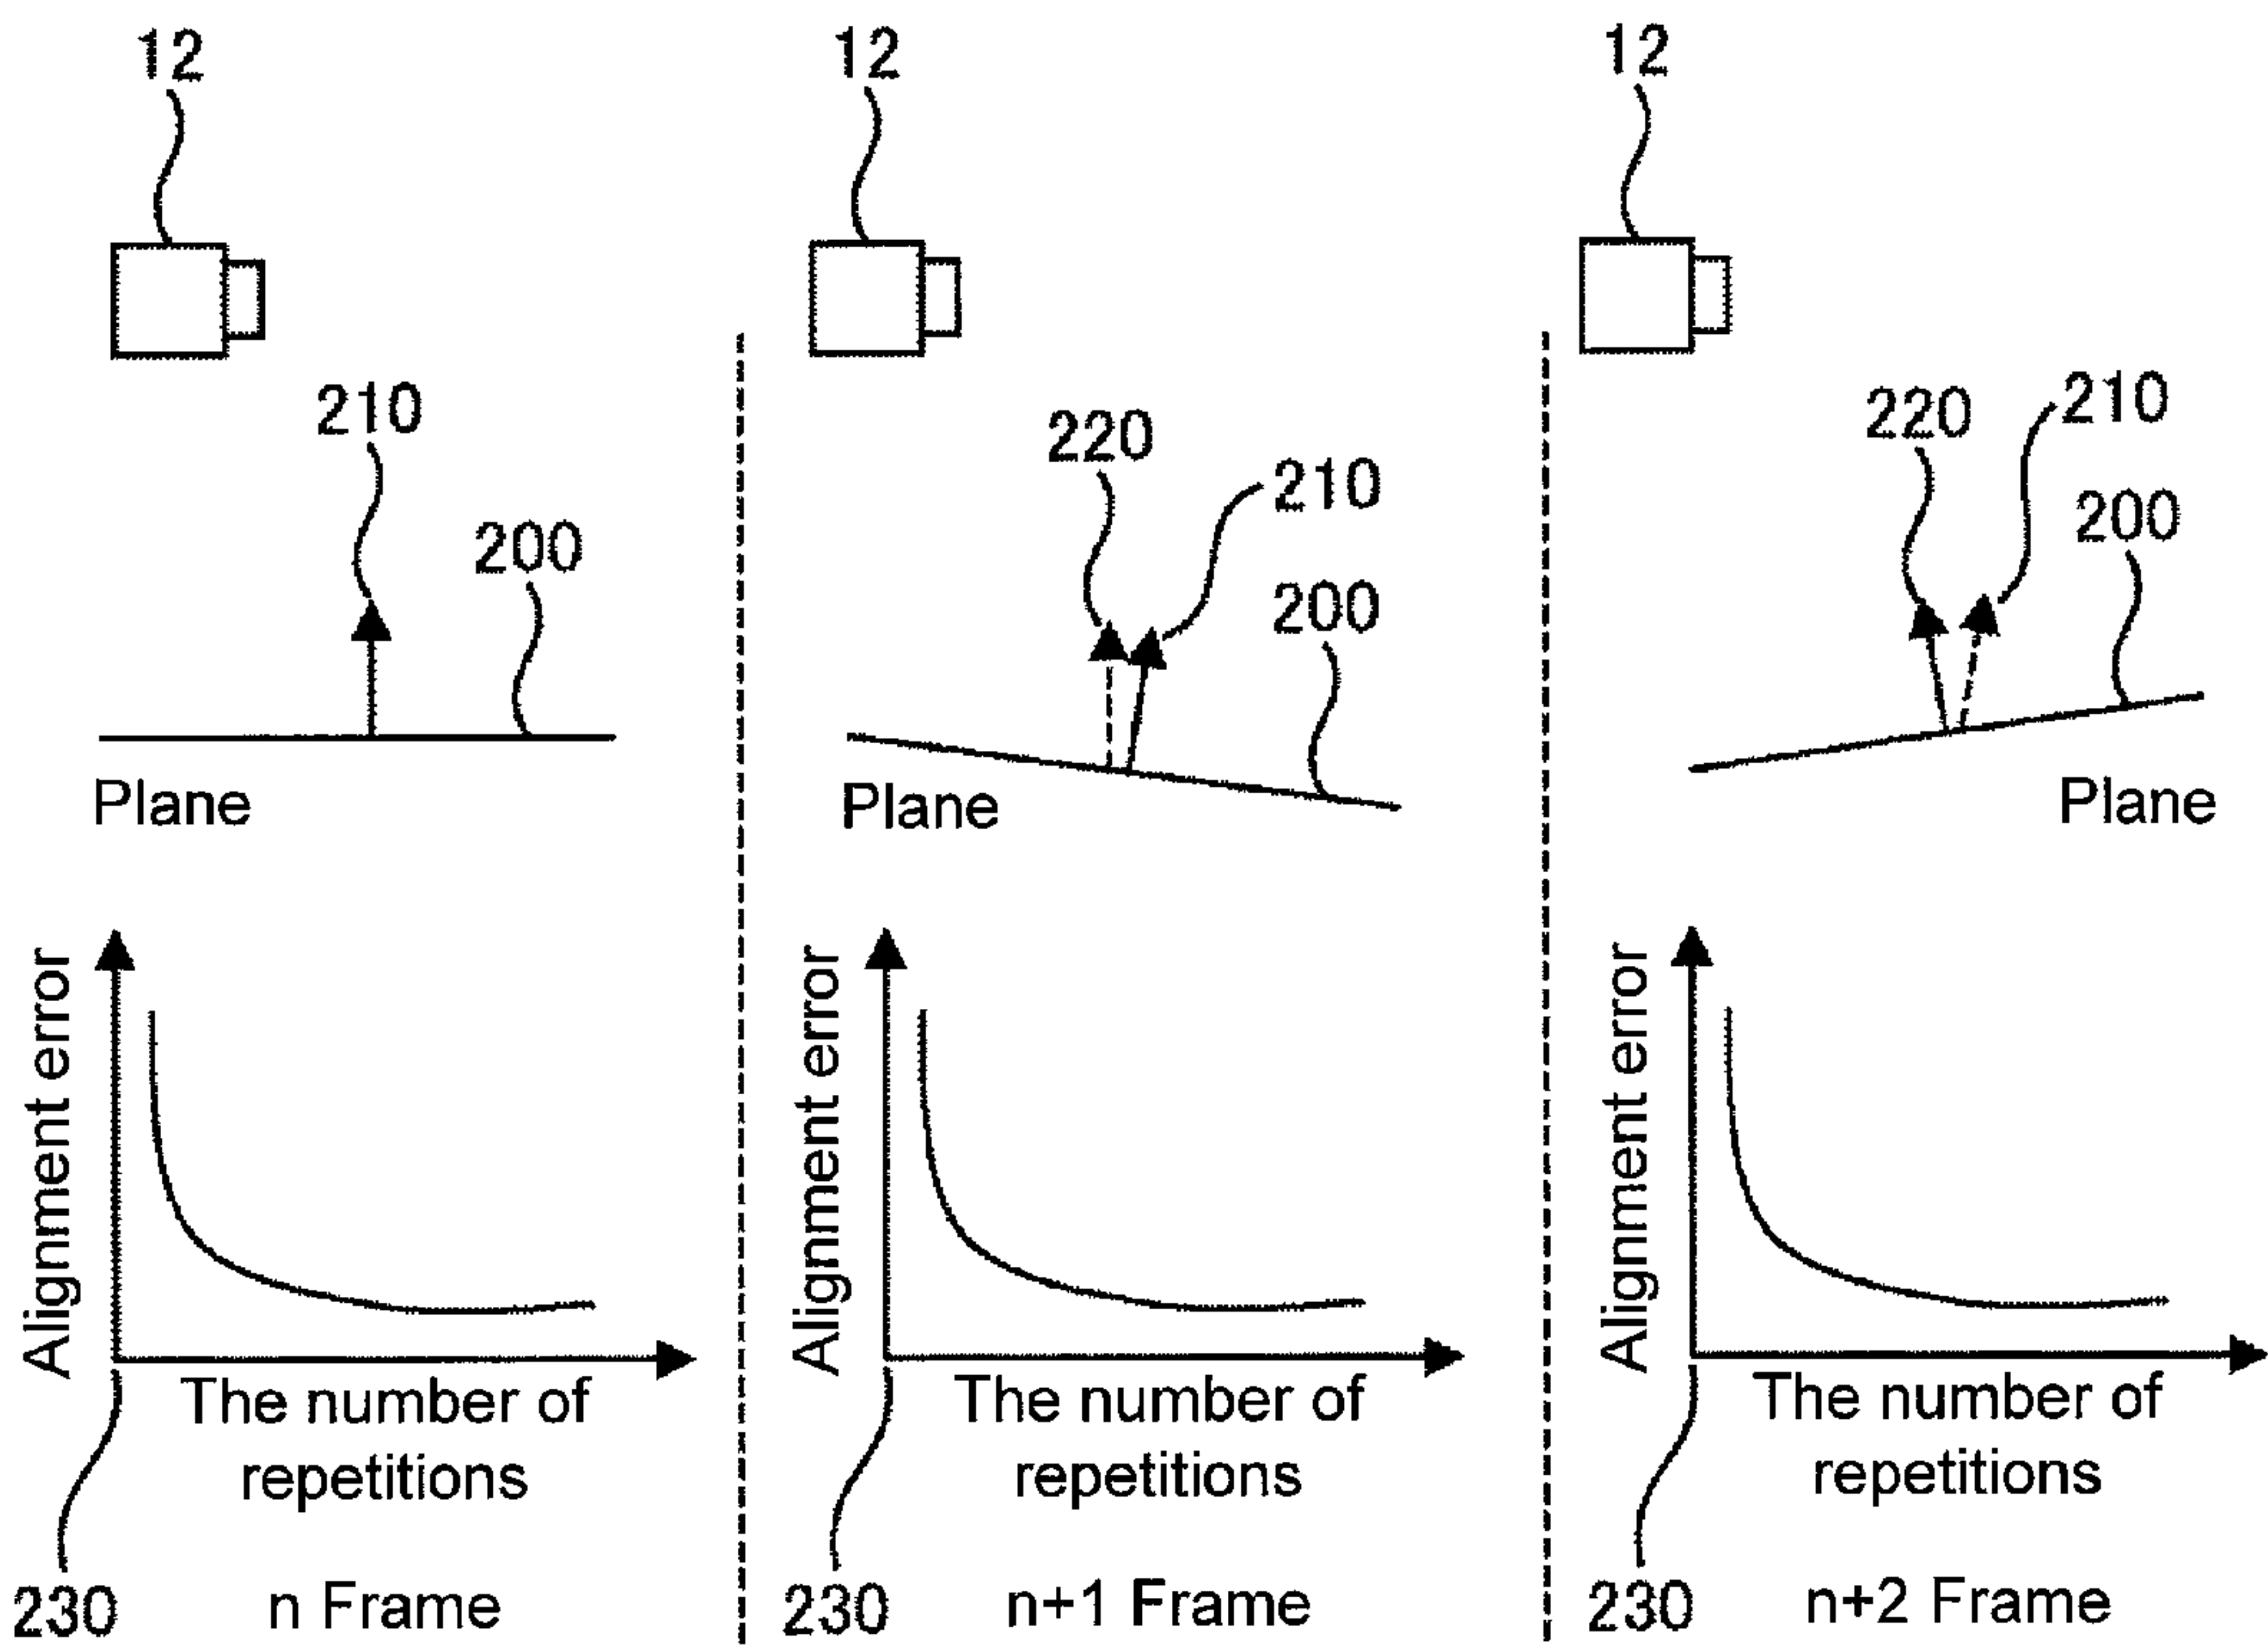 12
210
200
Plane
Alignment error
The number of
repetitions
230
n Frame
12
220
210
200
Plane
Alignment error
The number of
repetitions
230
n+1 Frame
12
220
210
200
Plane
Alignment error
The number of
repetitions
230
n+2 Frame